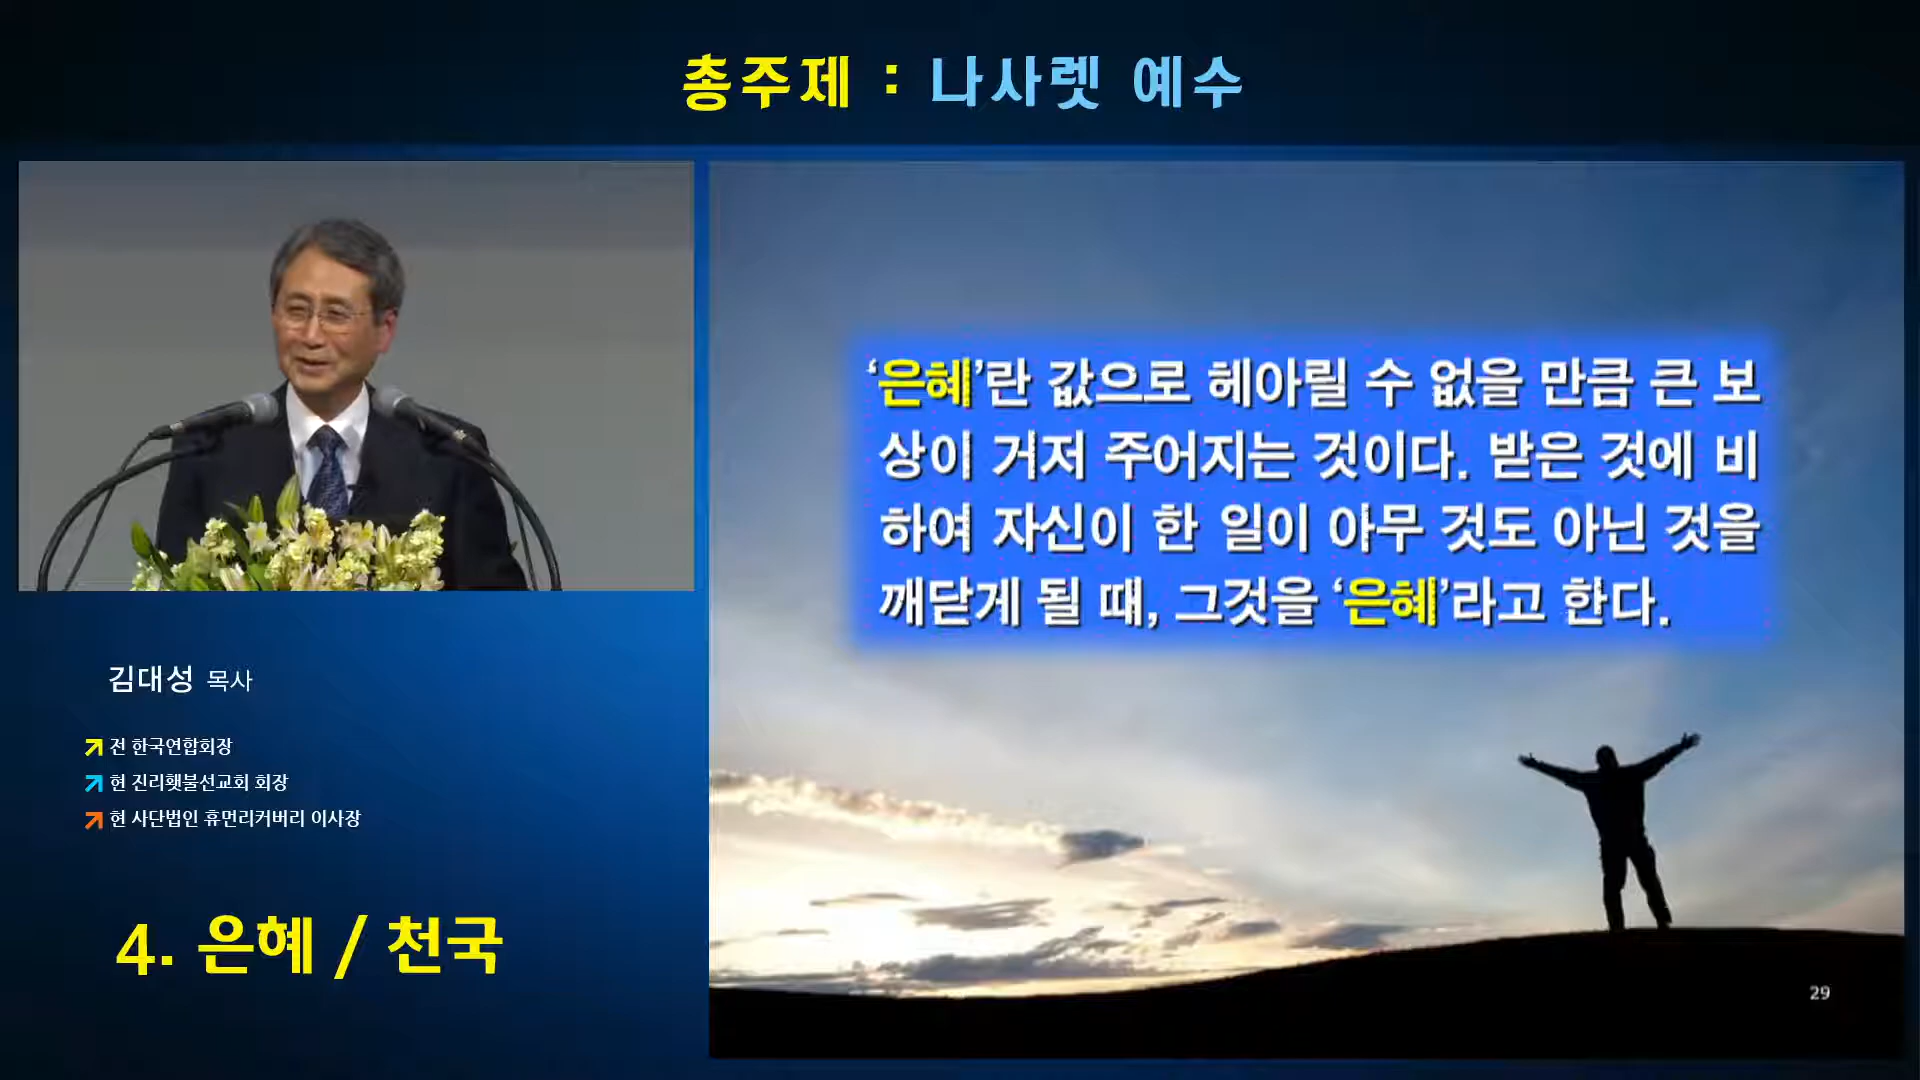 총주제 : 나사렛 예수
‘은혜’란 값으로 헤아릴 수 없을 만큼 큰 보
상이 거저 주어지는 것이다. 받은 것에 비
하여 자신이 한 일이 아무 것도 아닌 것을
깨닫게 될 때, 그것을 ‘은혜’라고 한다.
29
김대성 목사
전 한국연합회장
현 진리횃불선교회 회장
현 사단법인 휴먼리커버리 이사장
4. 은혜 / 천국